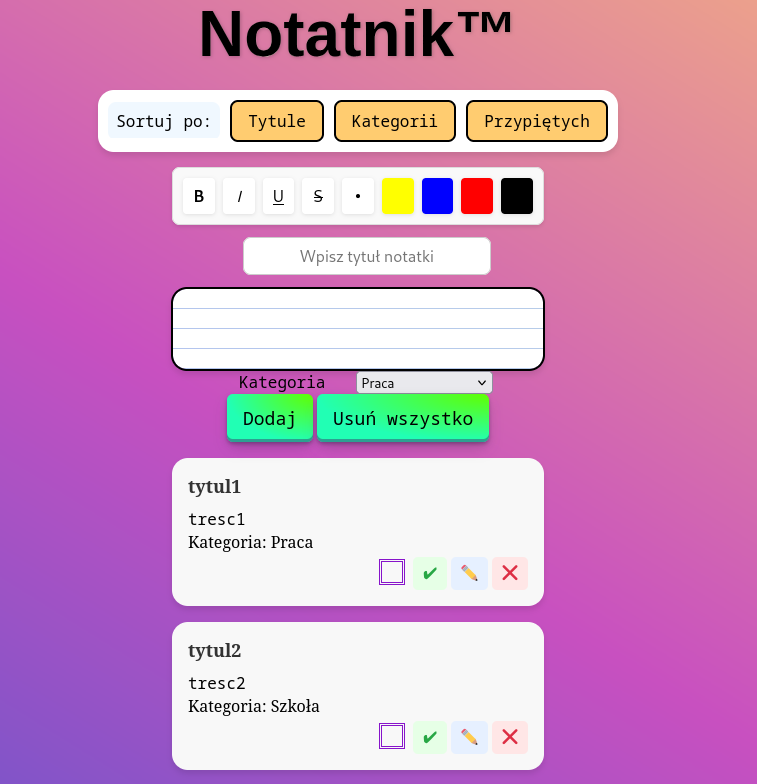 Notatnik™
Sortuj po: Tytule Kategorii Przypiętych
B I U S •
Wpisz tytuł notatki
Kategoria Praca
Dodaj Usuń wszystko
tytul1
tresc1
Kategoria: Praca
tytul2
tresc2
Kategoria: Szkoła